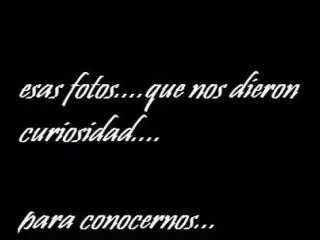 esas fotos....que nos dieron
curiosidad....
para conocernos...